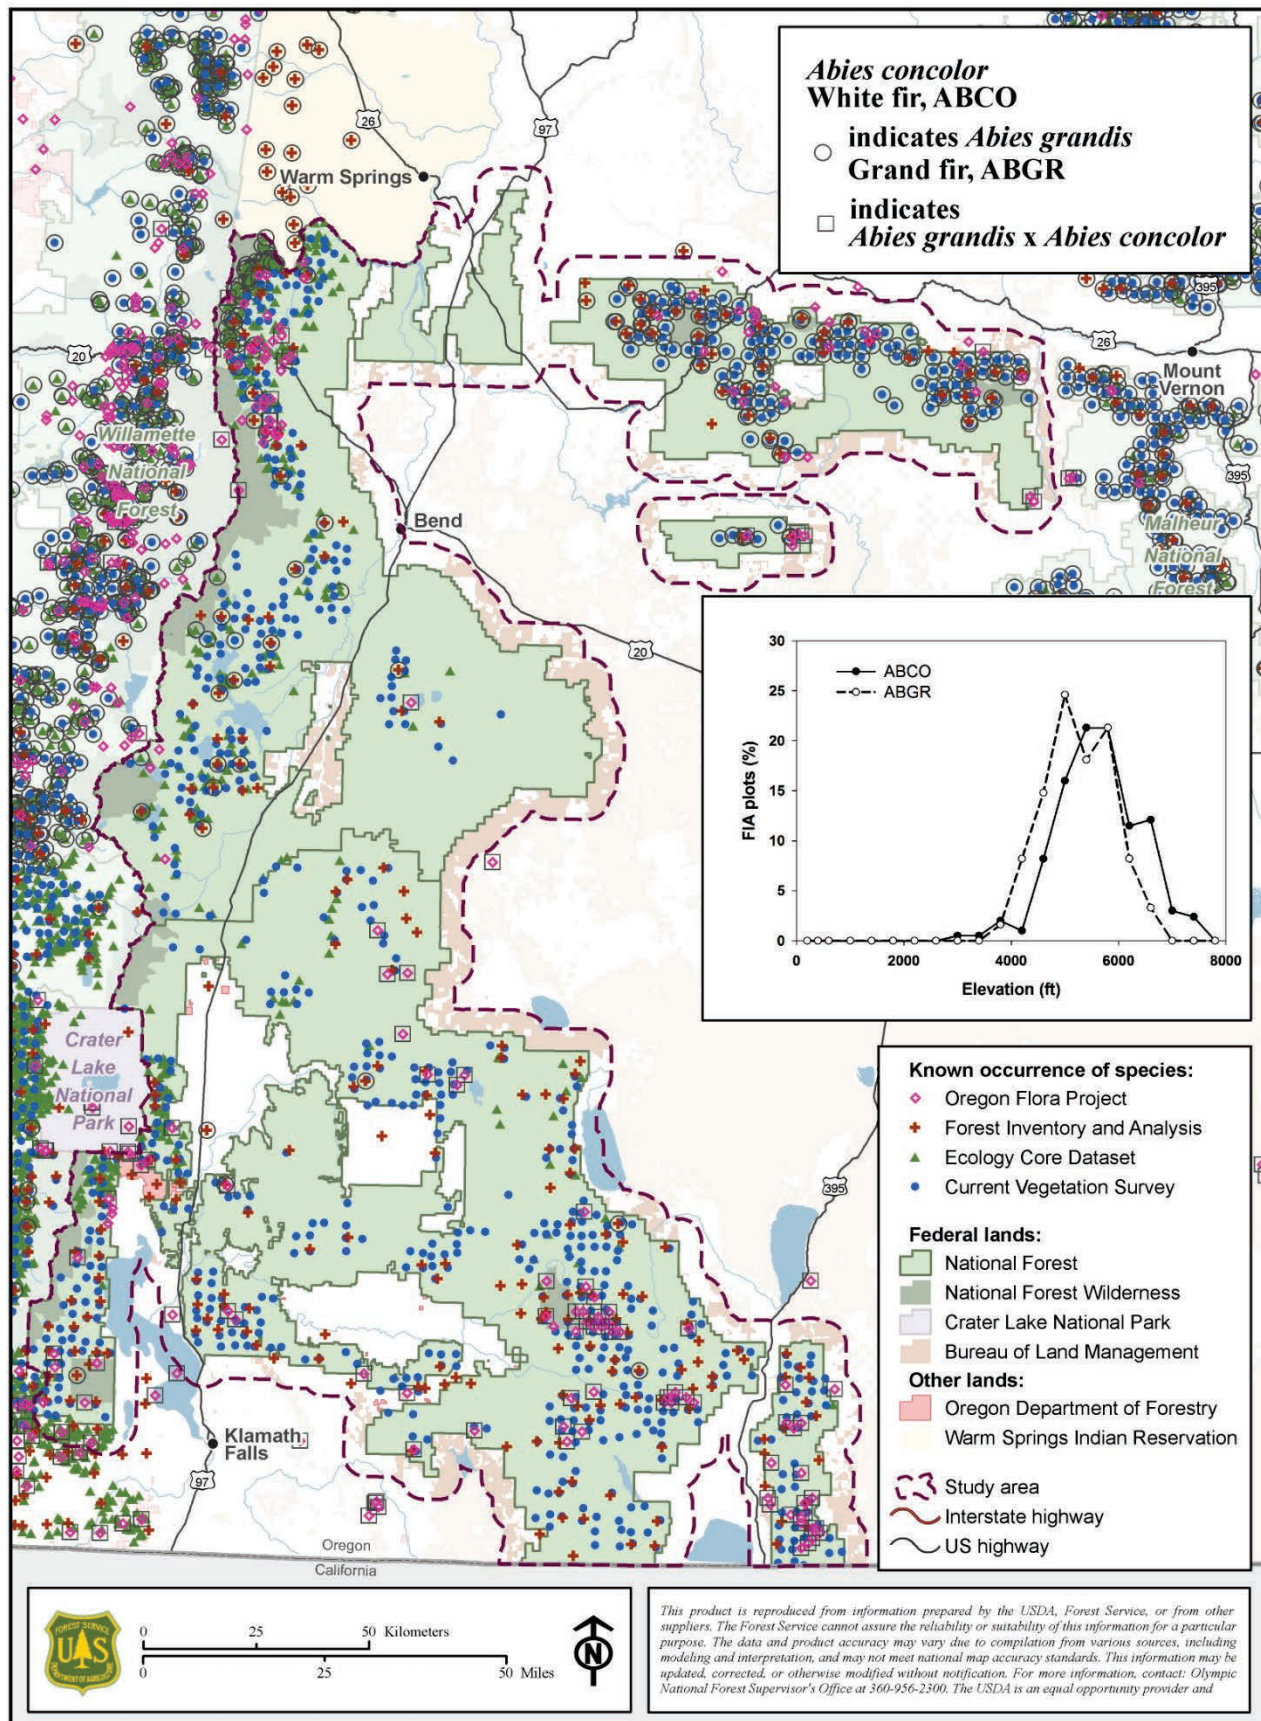 Abies concolor
White fir, ABCO
indicates Abies grandis
Grand fir, ABGR
indicates
Abies grandis x Abies concolor
26
97
Warm Springs
395
20
26
Mount
Vernon
Willamette
National
Forest
395
Bend
Malheur
National
Forest
20
30
25
20
15
10
5
0
FIA plots (%)
ABCO
ABGR
0
2000
4000
6000
8000
Elevation (ft)
Crater
Lake
National
Park
Known occurrence of species:
Oregon Flora Project
Forest Inventory and Analysis
Ecology Core Dataset
Current Vegetation Survey
395
Federal lands:
National Forest
National Forest Wilderness
Crater Lake National Park
Bureau of Land Management
Other lands:
Oregon Department of Forestry
Warm Springs Indian Reservation
Study area
Interstate highway
US highway
Klamath
Falls
97
Oregon
California
FOREST SERVICE
U S
DEPARTMENT OF AGRICULTURE
0 25 50 Kilometers
0 25 50 Miles
N
This product is reproduced from information prepared by the USDA, Forest Service, or from other
suppliers. The Forest Service cannot assure the reliability or suitability of this information for a particular
purpose. The data and product accuracy may vary due to compilation from various sources, including
modeling and interpretation, and may not meet national map accuracy standards. This information may be
updated, corrected, or otherwise modified without notification. For more information, contact: Olympic
National Forest Supervisor's Office at 360-956-2300. The USDA is an equal opportunity provider and